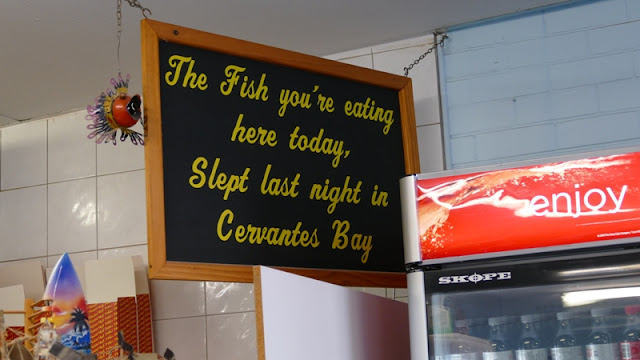 The Fish you're eating
here today,
Slept last night in
Cervantes Bay
enjoy
SKOPE